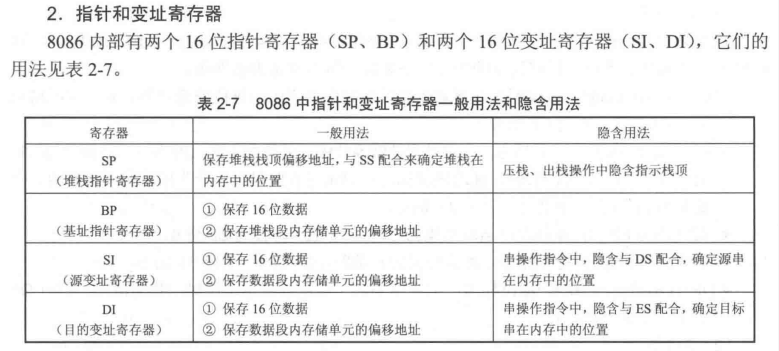 2. 指针和变址寄存器
8086 内部有两个 16 位指针寄存器（SP、BP）和两个 16 位变址寄存器（SI、DI），它们的
用法见表 2-7。
表 2-7 8086 中指针和变址寄存器一般用法和隐含用法
寄存器 一般用法 隐含用法
SP
（堆栈指针寄存器）
保存堆栈栈顶偏移地址，与 SS 配合来确定堆栈在
内存中的位置
压栈、出栈操作中隐含指示栈顶
BP
（基址指针寄存器）
① 保存 16 位数据
② 保存堆栈段内存储单元的偏移地址
SI
（源变址寄存器）
① 保存 16 位数据
② 保存数据段内存储单元的偏移地址
串操作指令中，隐含与 DS 配合，确定源串
在内存中的位置
DI
（目的变址寄存器）
① 保存 16 位数据
② 保存数据段内存储单元的偏移地址
串操作指令中，隐含与 ES 配合，确定目标
串在内存中的位置